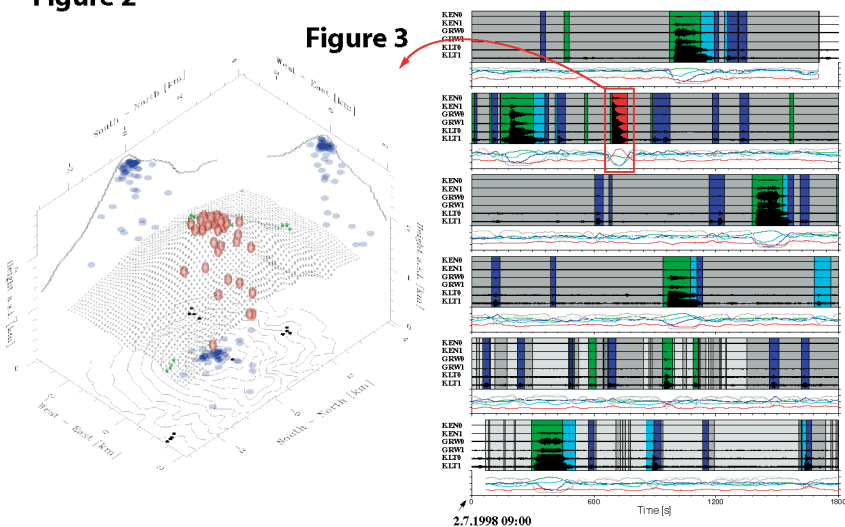 Figure 2
Figure 3
West - East [km]
South - North [km]
Height a.s.l. [km]
Height a.s.l. [km]
West - East [km]
South - North [km]
KEN0
KEN1
GRW0
GRW1
KLT0
KLT1
KEN0
KEN1
GRW0
GRW1
KLT0
KLT1
KEN0
KEN1
GRW0
GRW1
KLT0
KLT1
KEN0
KEN1
GRW0
GRW1
KLT0
KLT1
KEN0
KEN1
GRW0
GRW1
KLT0
KLT1
KEN0
KEN1
GRW0
GRW1
KLT0
KLT1
0 600 1200 1800
Time [s]
2.7.1998 09:00